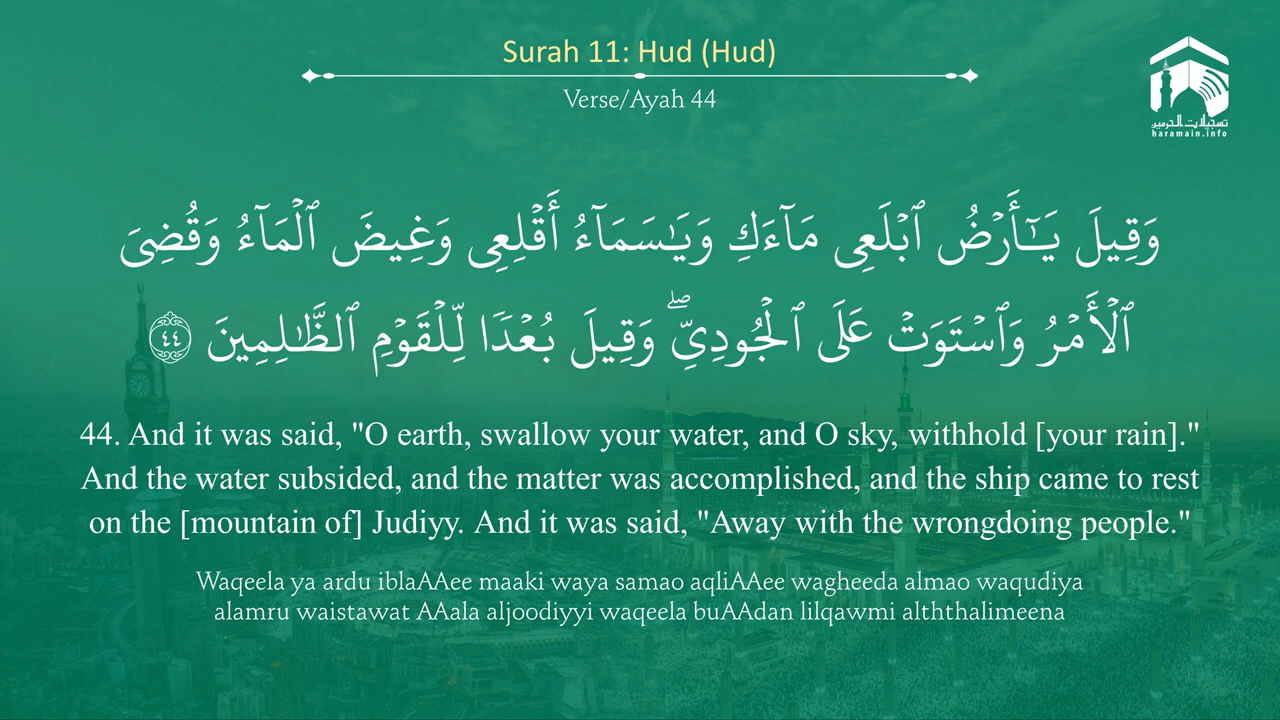 Surah 11: Hud (Hud)
Verse/Ayah 44
تسجيلات الحرمين
haramain.info
وَقِيلَ يَـٰٓأَرْضُ ٱبْلَعِى مَآءَكِ وَيَـٰسَمَآءُ أَقْلِعِى وَغِيضَ ٱلْمَآءُ وَقُضِىَ
ٱلْأَمْرُ وَٱسْتَوَتْ عَلَى ٱلْجُودِىِّ ۖ وَقِيلَ بُعْدًا لِّلْقَوْمِ ٱلظَّـٰلِمِينَ ٤٤
44. And it was said, "O earth, swallow your water, and O sky, withhold [your rain]."
And the water subsided, and the matter was accomplished, and the ship came to rest
on the [mountain of] Judiyy. And it was said, "Away with the wrongdoing people."
Waqeela ya ardu iblaAAee maaki waya samao aqliAAee wagheeda almao waqudiya
alamru waistawat AAala aljoodiyyi waqeela buAAdan lilqawmi alththalimeena